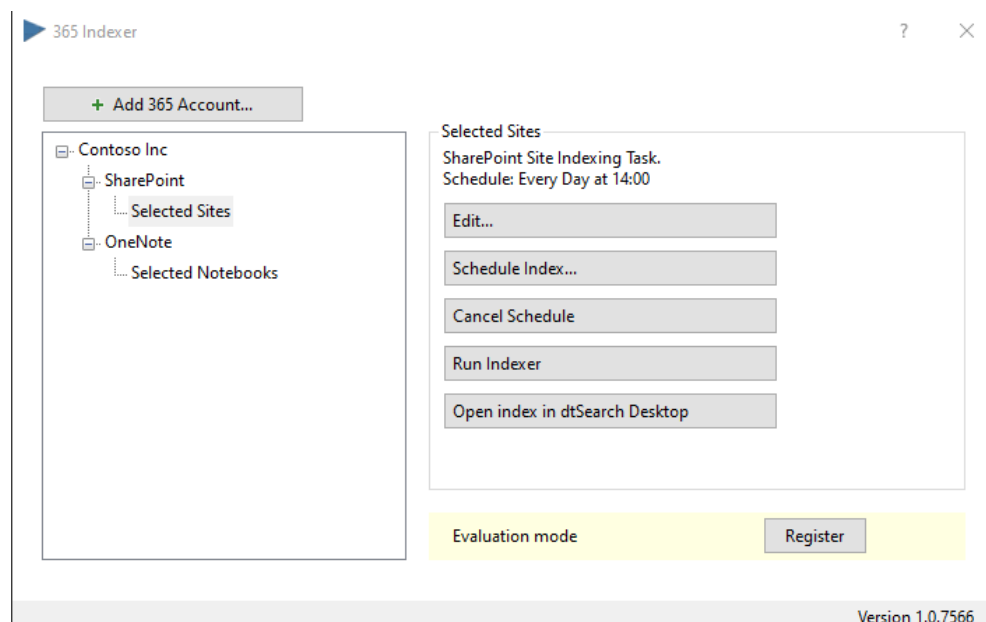 365 Indexer
?
+ Add 365 Account...
Contoso Inc
SharePoint
Selected Sites
OneNote
Selected Notebooks
Selected Sites
SharePoint Site Indexing Task.
Schedule: Every Day at 14:00
Edit...
Schedule Index...
Cancel Schedule
Run Indexer
Open index in dtSearch Desktop
Evaluation mode
Register
Version 1.0.7566